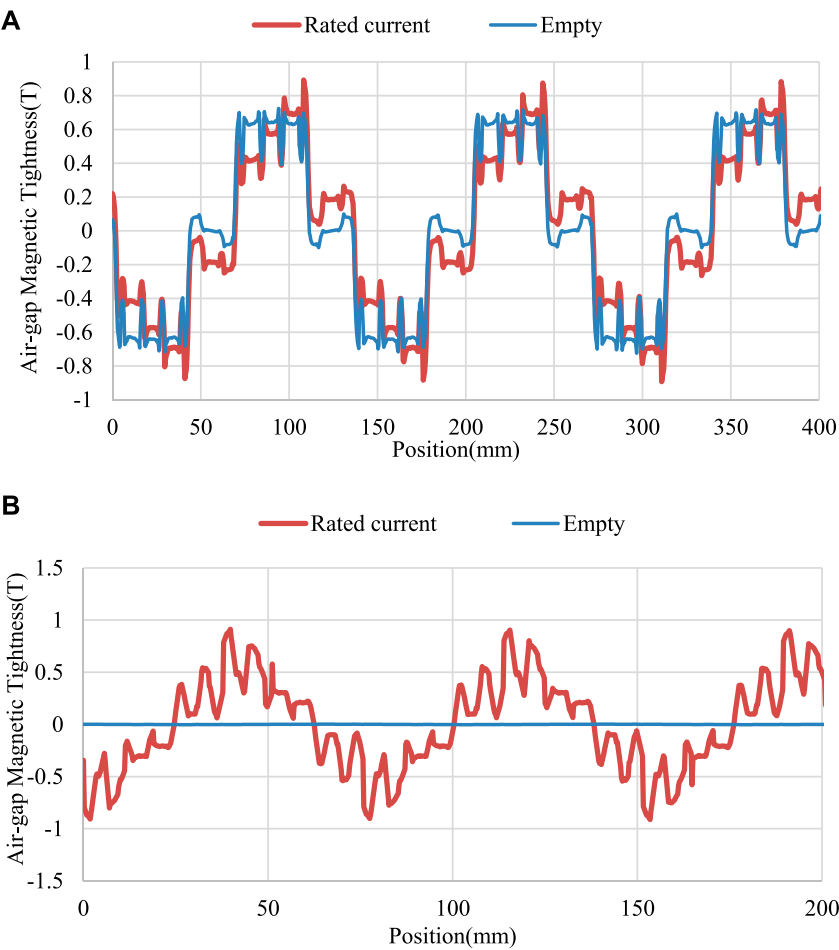 A
Rated current
Empty
Air-gap Magnetic Tightness(T)
1
0.8
0.6
0.4
0.2
0
-0.2
-0.4
-0.6
-0.8
-1
0 50 100 150 200 250 300 350 400
Position(mm)
B
Rated current
Empty
Air-gap Magnetic Tightness(T)
1.5
1
0.5
0
-0.5
-1
-1.5
0 50 100 150 200
Position(mm)